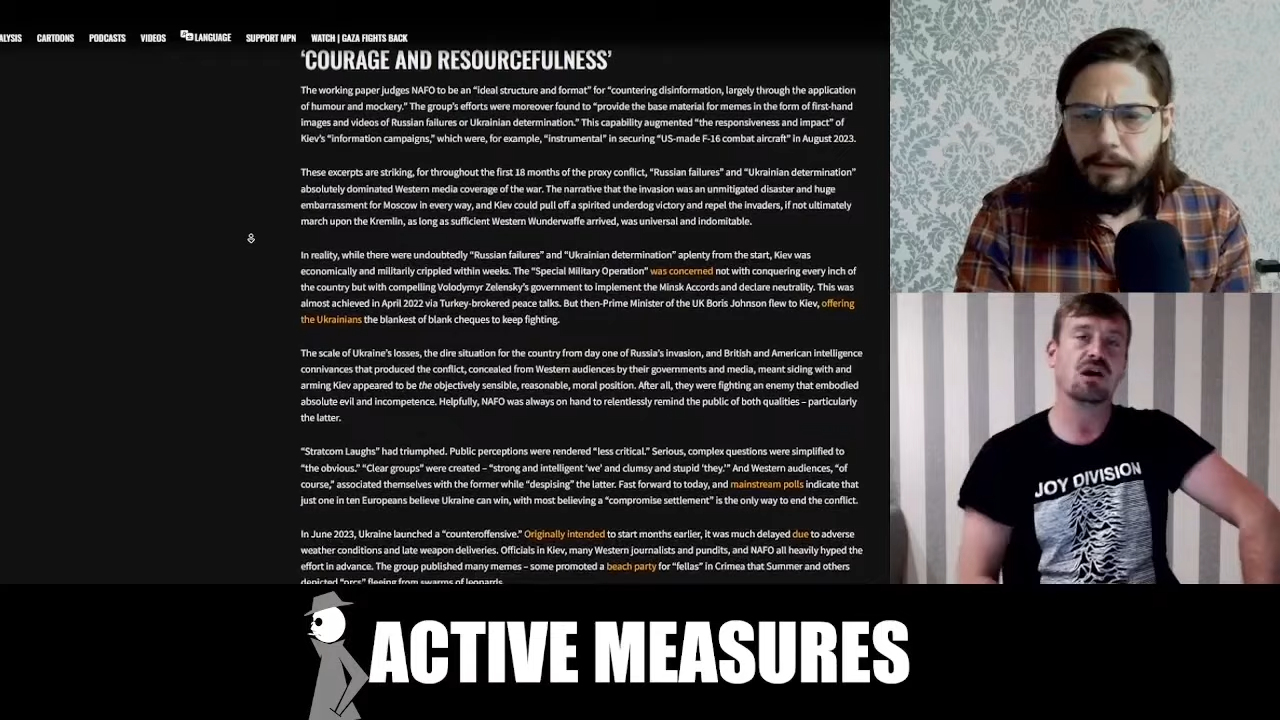 ALYSIS CARTOONS PODCASTS VIDEOS LANGUAGE SUPPORT MPN WATCH | GAZA FIGHTS BACK
‘COURAGE AND RESOURCEFULNESS’
The working paper judges NAFO to be an “ideal structure and format” for “countering disinformation, largely through the application
of humour and mockery.” The group’s efforts were moreover found to “provide the base material for memes in the form of first-hand
images and videos of Russian failures or Ukrainian determination.” This capability augmented “the responsiveness and impact” of
Kiev’s “information campaigns,” which were, for example, “instrumental” in securing “US-made F-16 combat aircraft” in August 2023.
These excerpts are striking, for throughout the first 18 months of the proxy conflict, “Russian failures” and “Ukrainian determination”
absolutely dominated Western media coverage of the war. The narrative that the invasion was an unmitigated disaster and huge
embarrassment for Moscow in every way, and Kiev could pull off a spirited underdog victory and repel the invaders, if not ultimately
march upon the Kremlin, as long as sufficient Western Wunderwaffe arrived, was universal and indomitable.
In reality, while there were undoubtedly “Russian failures” and “Ukrainian determination” aplenty from the start, Kiev was
economically and militarily crippled within weeks. The “Special Military Operation” was concerned not with conquering every inch of
the country but with compelling Volodymyr Zelensky’s government to implement the Minsk Accords and declare neutrality. This was
almost achieved in April 2022 via Turkey-brokered peace talks. But then-Prime Minister of the UK Boris Johnson flew to Kiev, offering
the Ukrainians the blankest of blank cheques to keep fighting.
The scale of Ukraine’s losses, the dire situation for the country from day one of Russia’s invasion, and British and American intelligence
connivances that produced the conflict, concealed from Western audiences by their governments and media, meant siding with and
arming Kiev appeared to be the objectively sensible, reasonable, moral position. After all, they were fighting an enemy that embodied
absolute evil and incompetence. Helpfully, NAFO was always on hand to relentlessly remind the public of both qualities – particularly
the latter.
“Stratcom Laughs” had triumphed. Public perceptions were rendered “less critical.” Serious, complex questions were simplified to
“the obvious.” “Clear groups” were created – “strong and intelligent ‘we’ and clumsy and stupid ‘they.’” And Western audiences, “of
course,” associated themselves with the former while “despising” the latter. Fast forward to today, and mainstream polls indicate that
just one in ten Europeans believe Ukraine can win, with most believing a “compromise settlement” is the only way to end the conflict.
In June 2023, Ukraine launched a “counteroffensive.” Originally intended to start months earlier, it was much delayed due to adverse
weather conditions and late weapon deliveries. Officials in Kiev, many Western journalists and pundits, and NAFO all heavily hyped the
effort in advance. The group published many memes – some promoted a beach party for “fellas” in Crimea that Summer and others
depicted “orcs” fleeing from swarms of leopards.
JOY DIVISION
ACTIVE MEASURES